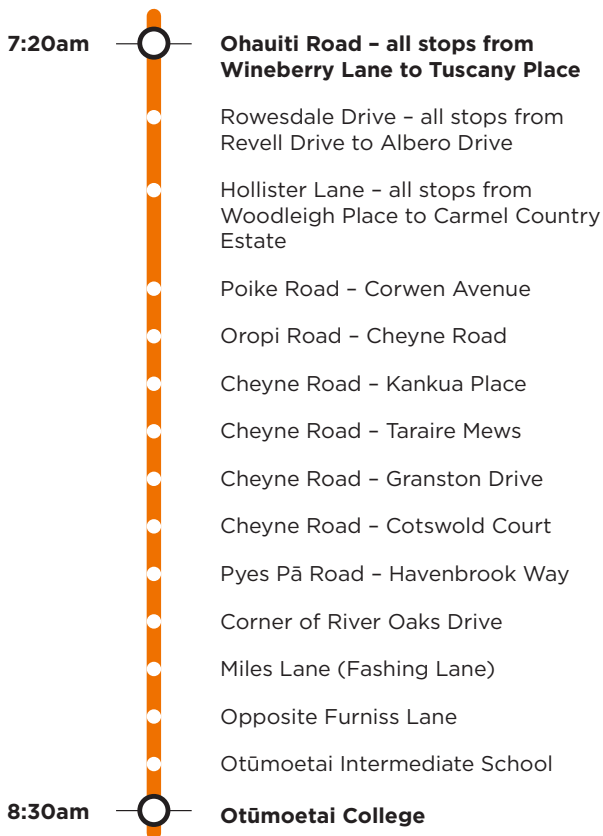 7:20am
Ohauiti Road – all stops from
Wineberry Lane to Tuscany Place
Rowesdale Drive – all stops from
Revell Drive to Albero Drive
Hollister Lane – all stops from
Woodleigh Place to Carmel Country
Estate
Poike Road – Corwen Avenue
Oropi Road – Cheyne Road
Cheyne Road – Kankua Place
Cheyne Road – Taraire Mews
Cheyne Road – Granston Drive
Cheyne Road – Cotswold Court
Pyes Pā Road – Havenbrook Way
Corner of River Oaks Drive
Miles Lane (Fashing Lane)
Opposite Furniss Lane
Otūmoetai Intermediate School
8:30am
Otūmoetai College